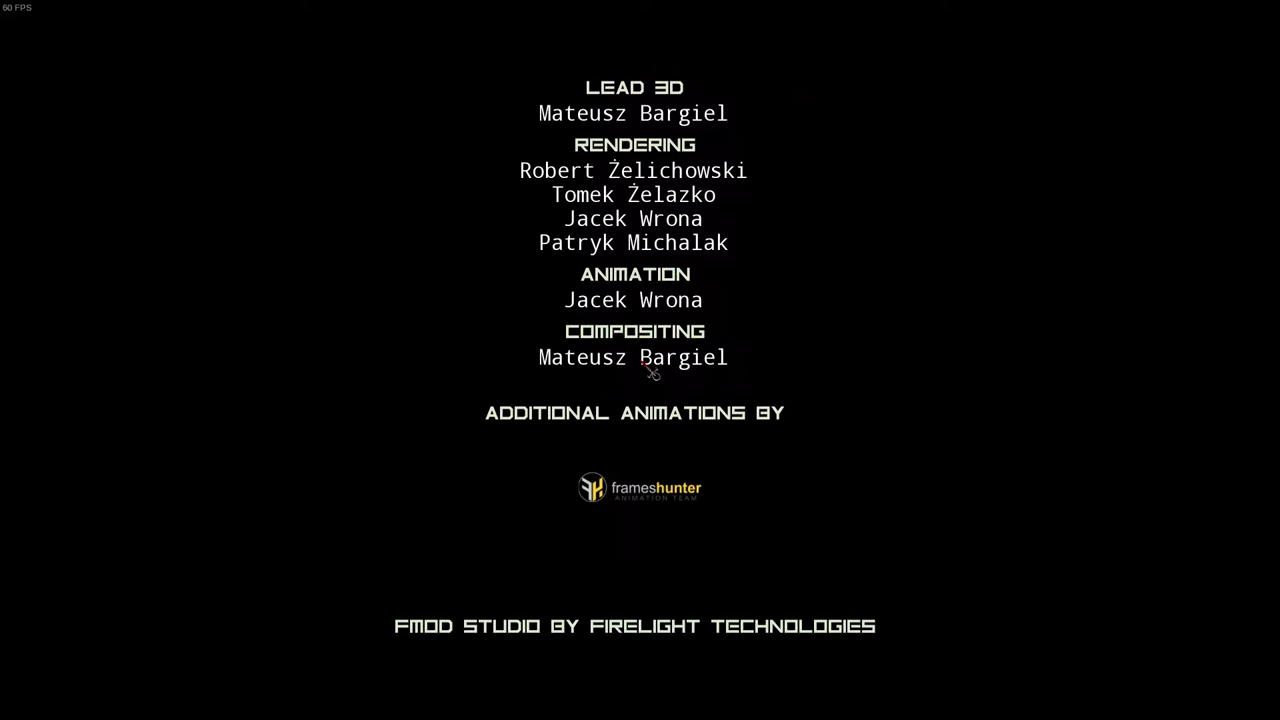 60 FPS
LEAD 3D
Mateusz Bargiel
RENDERING
Robert Żelichowski
Tomek Żelazko
Jacek Wrona
Patryk Michalak
ANIMATION
Jacek Wrona
COMPOSITING
Mateusz Bargiel
ADDITIONAL ANIMATIONS BY
frameshunter
ANIMATION TEAM
FMOD STUDIO BY FIRELIGHT TECHNOLOGIES